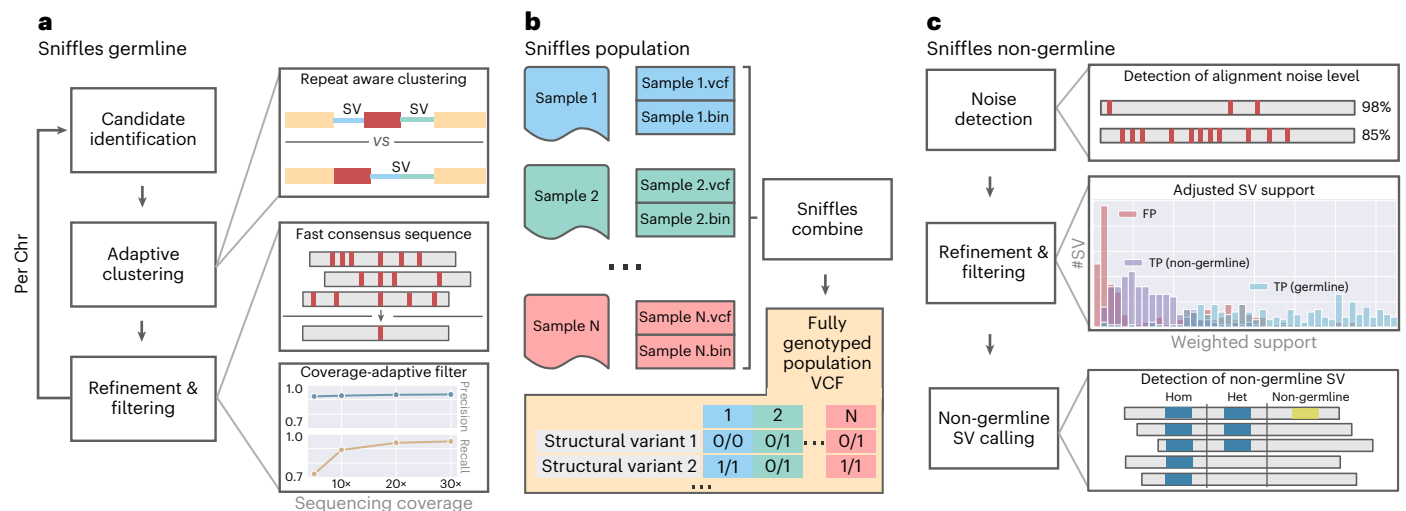 a
Sniffles germline
Per Chr
Candidate
identification
Adaptive
clustering
Refinement &
filtering
Repeat aware clustering
SV SV
vs
SV
Fast consensus sequence
Coverage-adaptive filter
1.0
0.7
Precision
1.0
0.7
Recall
10× 20× 30×
Sequencing coverage
b
Sniffles population
Sample 1
Sample 1.vcf
Sample 1.bin
Sample 2
Sample 2.vcf
Sample 2.bin
...
Sample N
Sample N.vcf
Sample N.bin
Sniffles
combine
Fully
genotyped
population
VCF
1 2 N
Structural variant 1 0/0 0/1 ... 0/1
Structural variant 2 1/1 0/1 1/1
...
c
Sniffles non-germline
Noise
detection
Refinement &
filtering
Non-germline
SV calling
Detection of alignment noise level
98%
85%
Adjusted SV support
#SV
FP
TP (non-germline)
TP (germline)
Weighted support
Detection of non-germline SV
Hom Het Non-germline